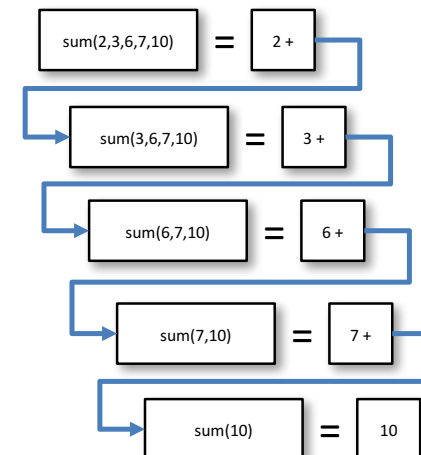 sum(2,3,6,7,10) = 2 +
sum(3,6,7,10) = 3 +
sum(6,7,10) = 6 +
sum(7,10) = 7 +
sum(10) = 10